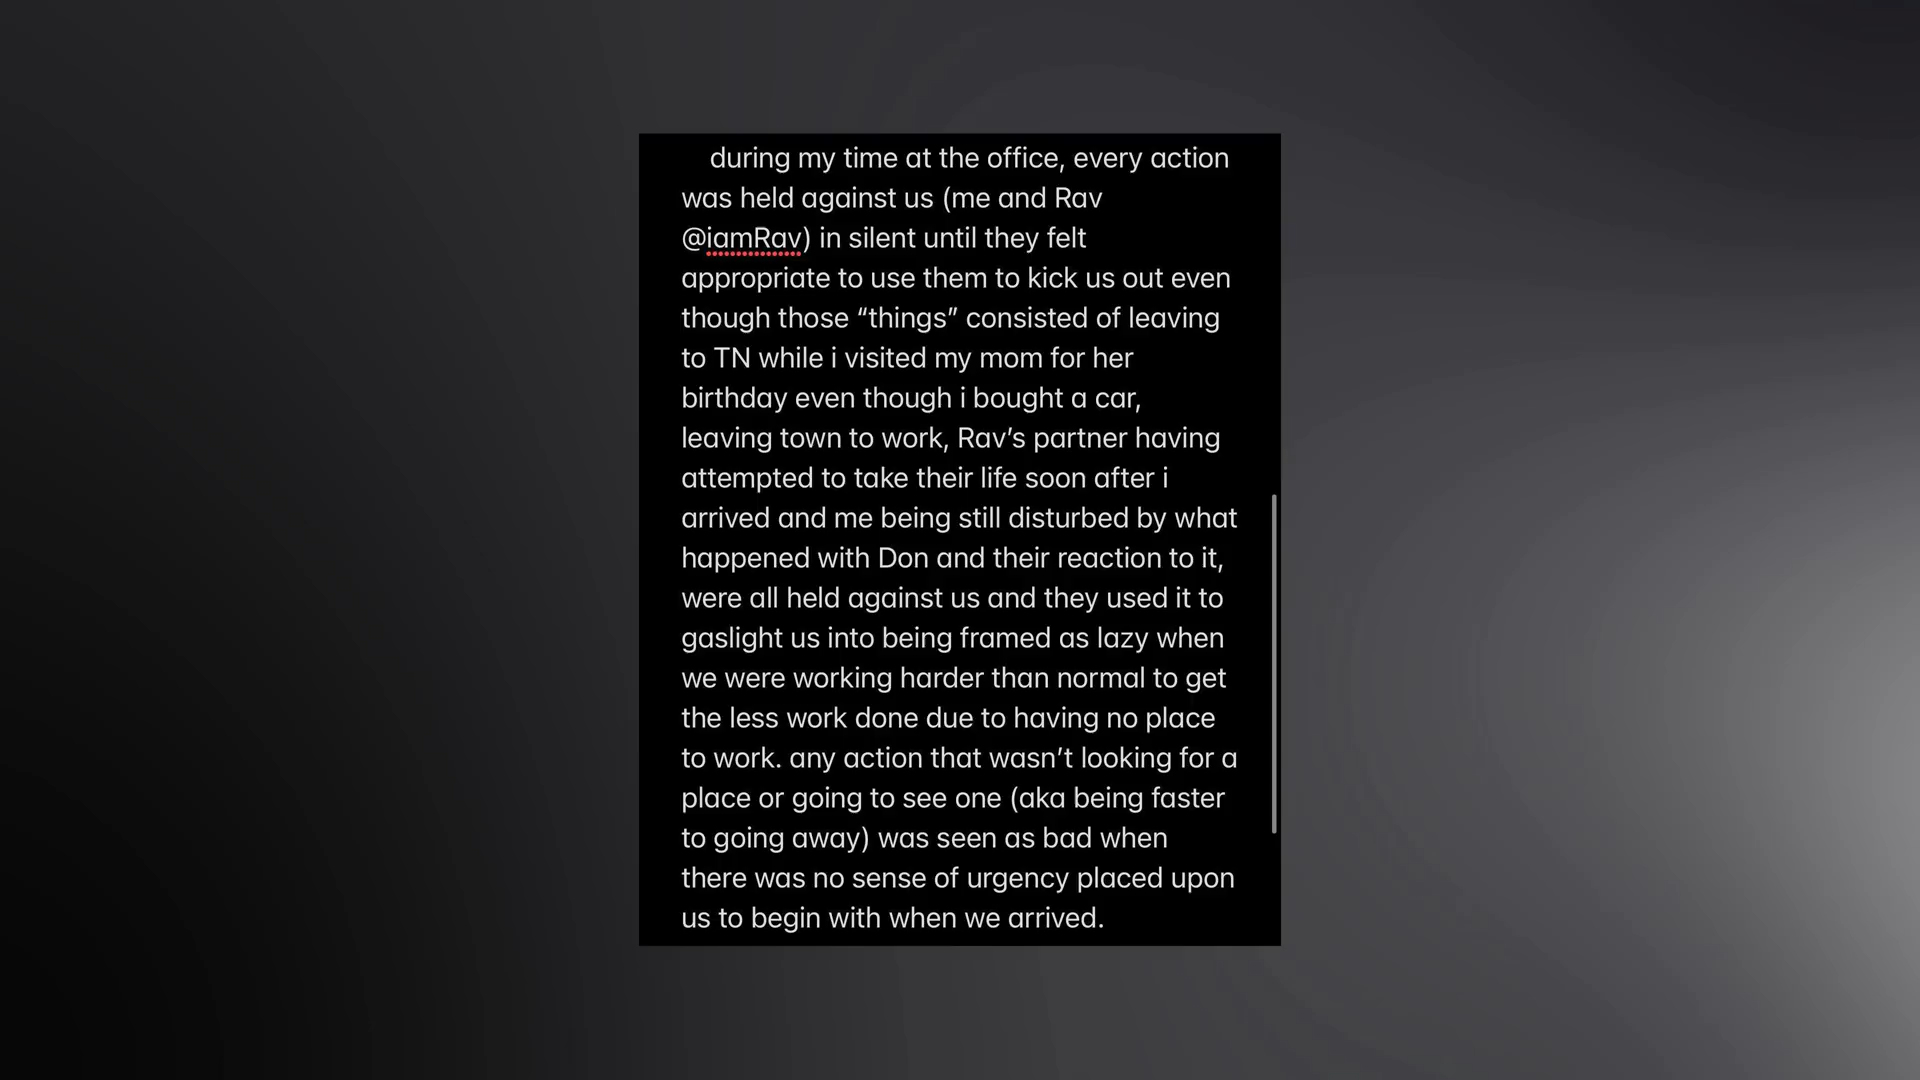 during my time at the office, every action
was held against us (me and Rav
@iamRav) in silent until they felt
appropriate to use them to kick us out even
though those “things” consisted of leaving
to TN while i visited my mom for her
birthday even though i bought a car,
leaving town to work, Rav’s partner having
attempted to take their life soon after i
arrived and me being still disturbed by what
happened with Don and their reaction to it,
were all held against us and they used it to
gaslight us into being framed as lazy when
we were working harder than normal to get
the less work done due to having no place
to work. any action that wasn’t looking for a
place or going to see one (aka being faster
to going away) was seen as bad when
there was no sense of urgency placed upon
us to begin with when we arrived.